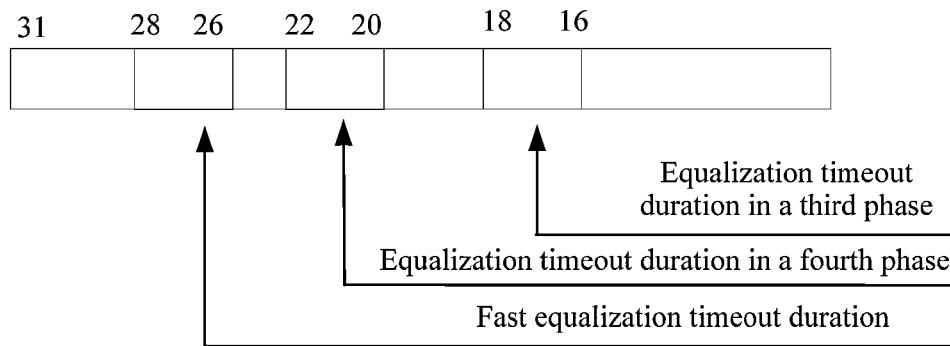 31 28 26 22 20 18 16
Equalization timeout
duration in a third phase
Equalization timeout duration in a fourth phase
Fast equalization timeout duration